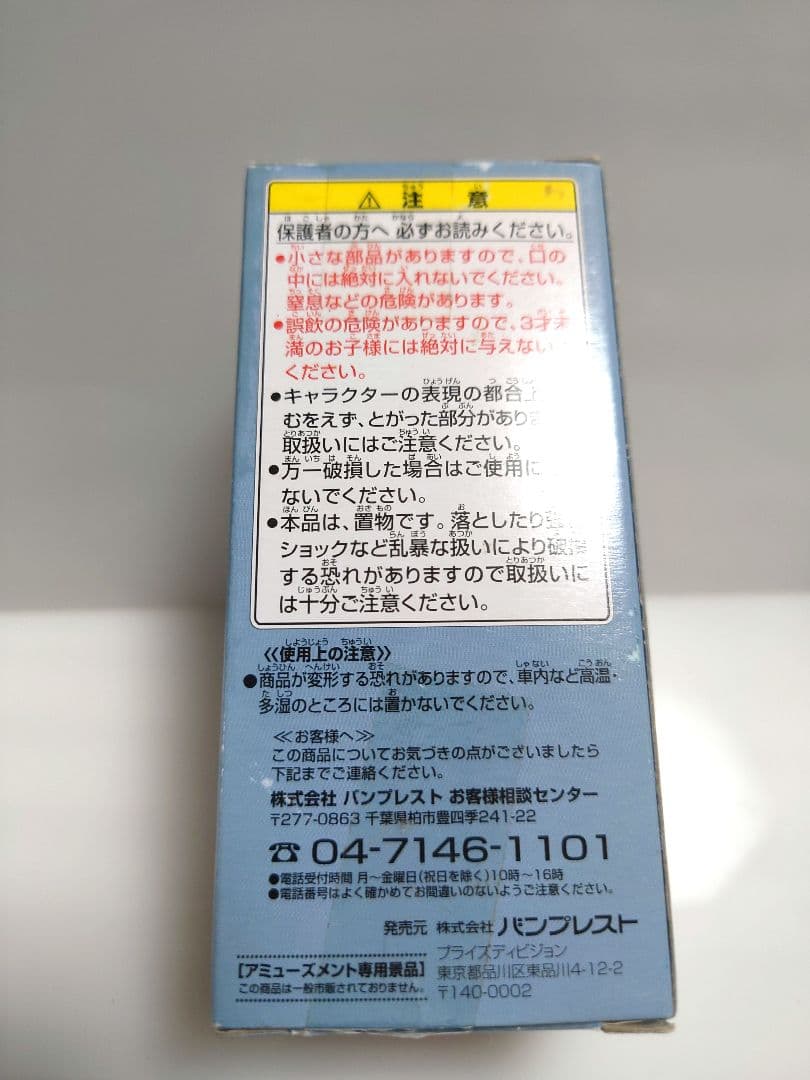 ⚠ 注 意
保護者の方へ 必ずお読みください。
●小さな部品がありますので、口の
中には絶対に入れないでください。
窒息などの危険があります。
●誤飲の危険がありますので、3才未
満のお子様には絶対に与えない
ください。
●キャラクターの表現の都合上
むをえず、とがった部分があり
取扱いにはご注意ください。
●万一破損した場合はご使用に
ないでください。
●本品は、置物です。落としたり強
ショックなど乱暴な扱いにより破損
する恐れがありますので取扱いに
は十分ご注意ください。
《使用上の注意》
●商品が変形する恐れがありますので、車内など高温・
多湿のところには置かないでください。
≪お客様へ≫
この商品についてお気づきの点がございましたら
下記までご連絡ください。
株式会社 バンプレスト お客様相談センター
〒277-0863 千葉県柏市豊四季241-22
☎ 04-7146-1101
●電話受付時間 月〜金曜日(祝日を除く)10時〜16時
●電話番号はよく確かめてお間違いのないようご注意ください。
発売元 株式会社 バンプレスト
プライズディビジョン
東京都品川区東品川4-12-2
〒140-0002
[アミューズメント専用景品]
この商品は一般市販されておりません。